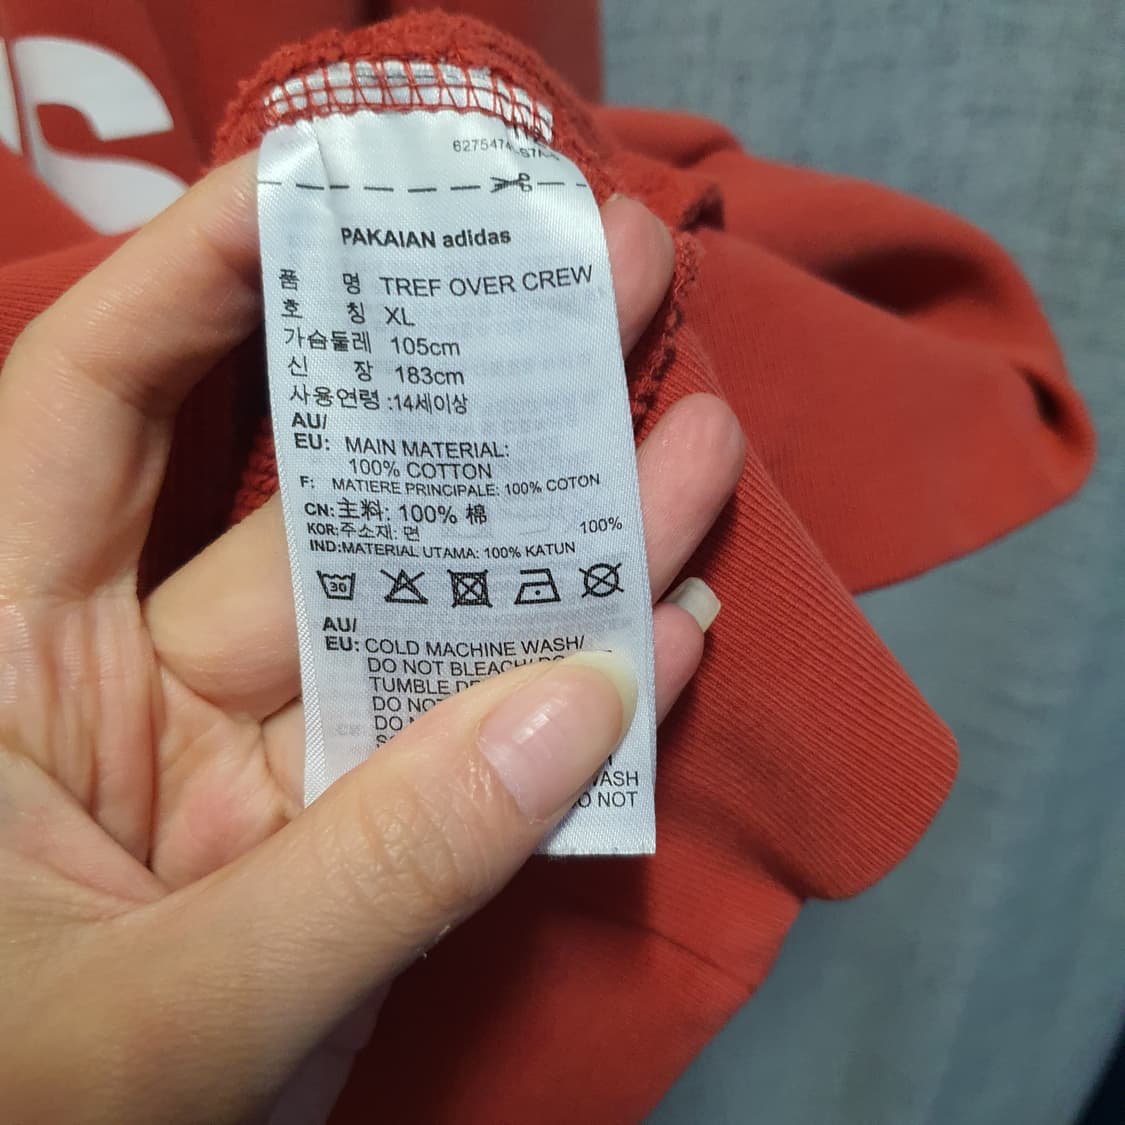 6275474
PAKAIAN adidas
품 명 TREF OVER CREW
호 칭 XL
가슴둘레 105cm
신 장 183cm
사용연령 :14세이상
AU/
EU: MAIN MATERIAL:
100% COTTON
F: MATIERE PRINCIPALE: 100% COTON
CN: 主料: 100% 棉
KOR:주소재: 면 100%
IND:MATERIAL UTAMA: 100% KATUN
30
AU/
EU: COLD MACHINE WASH/
DO NOT BLEACH/
TUMBLE
DO NOT
DO
WASH
DO NOT